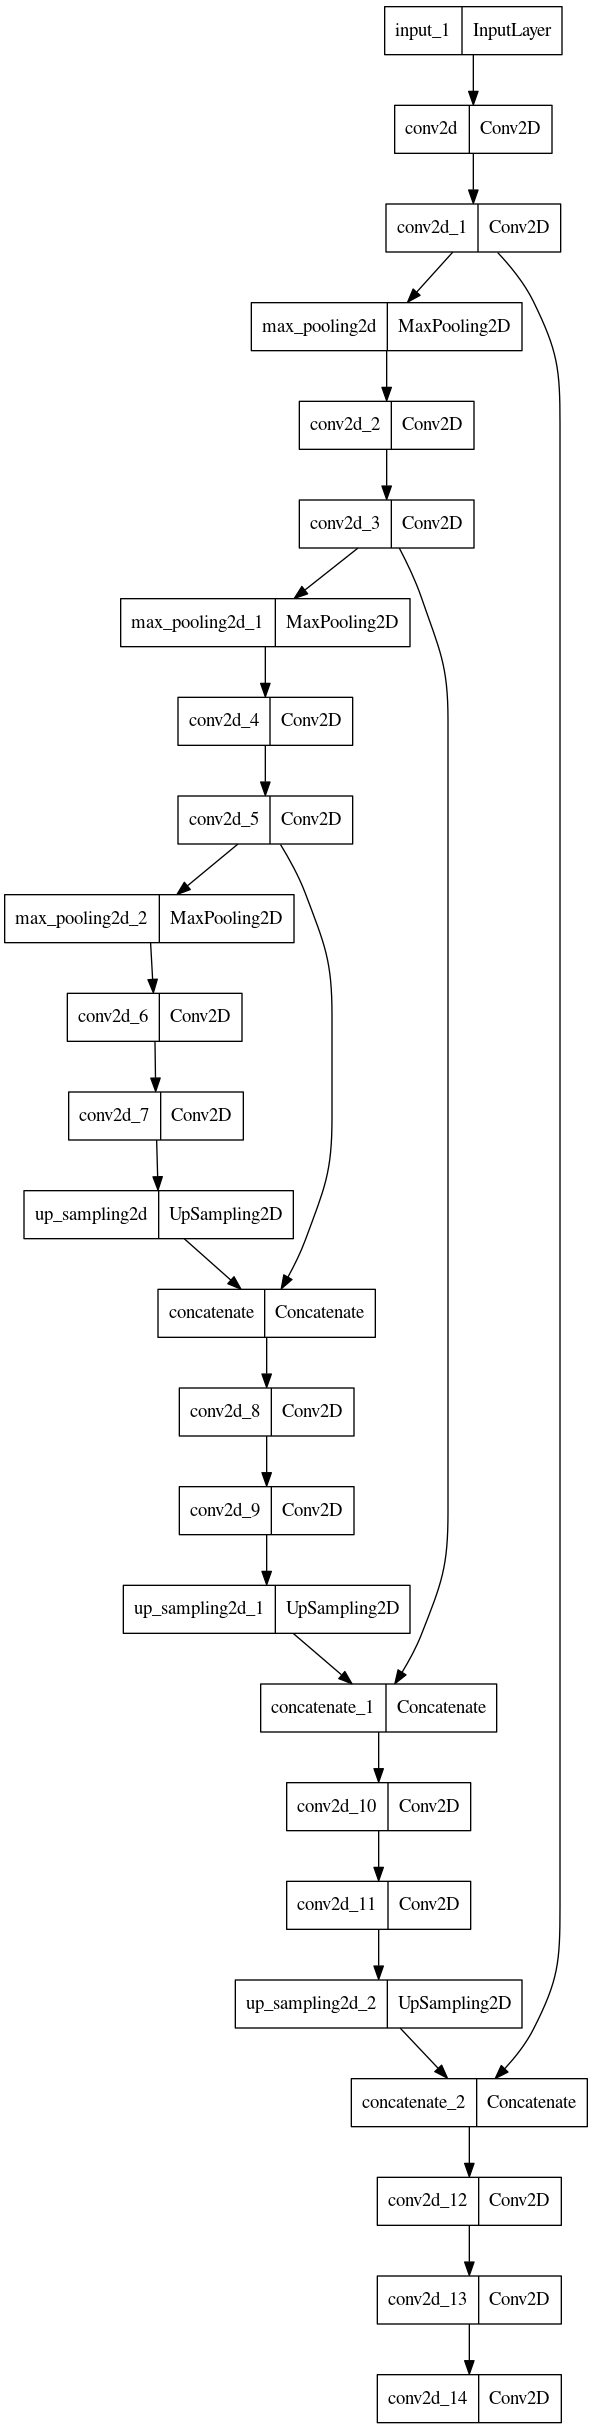 input_1 InputLayer
conv2d Conv2D
conv2d_1 Conv2D
max_pooling2d MaxPooling2D
conv2d_2 Conv2D
conv2d_3 Conv2D
max_pooling2d_1 MaxPooling2D
conv2d_4 Conv2D
conv2d_5 Conv2D
max_pooling2d_2 MaxPooling2D
conv2d_6 Conv2D
conv2d_7 Conv2D
up_sampling2d UpSampling2D
concatenate Concatenate
conv2d_8 Conv2D
conv2d_9 Conv2D
up_sampling2d_1 UpSampling2D
concatenate_1 Concatenate
conv2d_10 Conv2D
conv2d_11 Conv2D
up_sampling2d_2 UpSampling2D
concatenate_2 Concatenate
conv2d_12 Conv2D
conv2d_13 Conv2D
conv2d_14 Conv2D